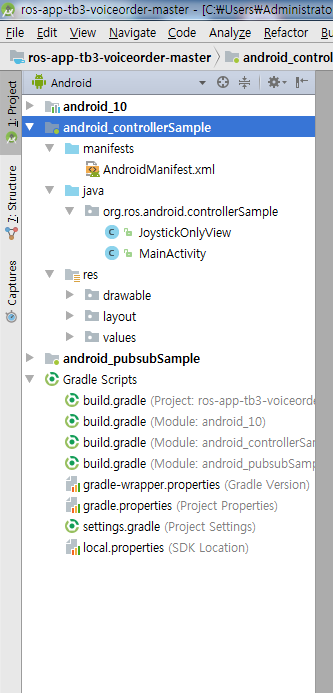 ros-app-tb3-voiceorder-master - [C:₩Users₩Administrato
File Edit View Navigate Code Analyze Refactor Bu
ros-app-tb3-voiceorder-master android_contro
1: Project
7: Structure
Captures
Android
android_10
android_controllerSample
manifests
AndroidManifest.xml
java
org.ros.android.controllerSample
JoystickOnlyView
MainActivity
res
drawable
layout
values
android_pubsubSample
Gradle Scripts
build.gradle (Project: ros-app-tb3-voiceorder
build.gradle (Module: android_10)
build.gradle (Module: android_controllerSar
build.gradle (Module: android_pubsubSamp
gradle-wrapper.properties (Gradle Version)
gradle.properties (Project Properties)
settings.gradle (Project Settings)
local.properties (SDK Location)